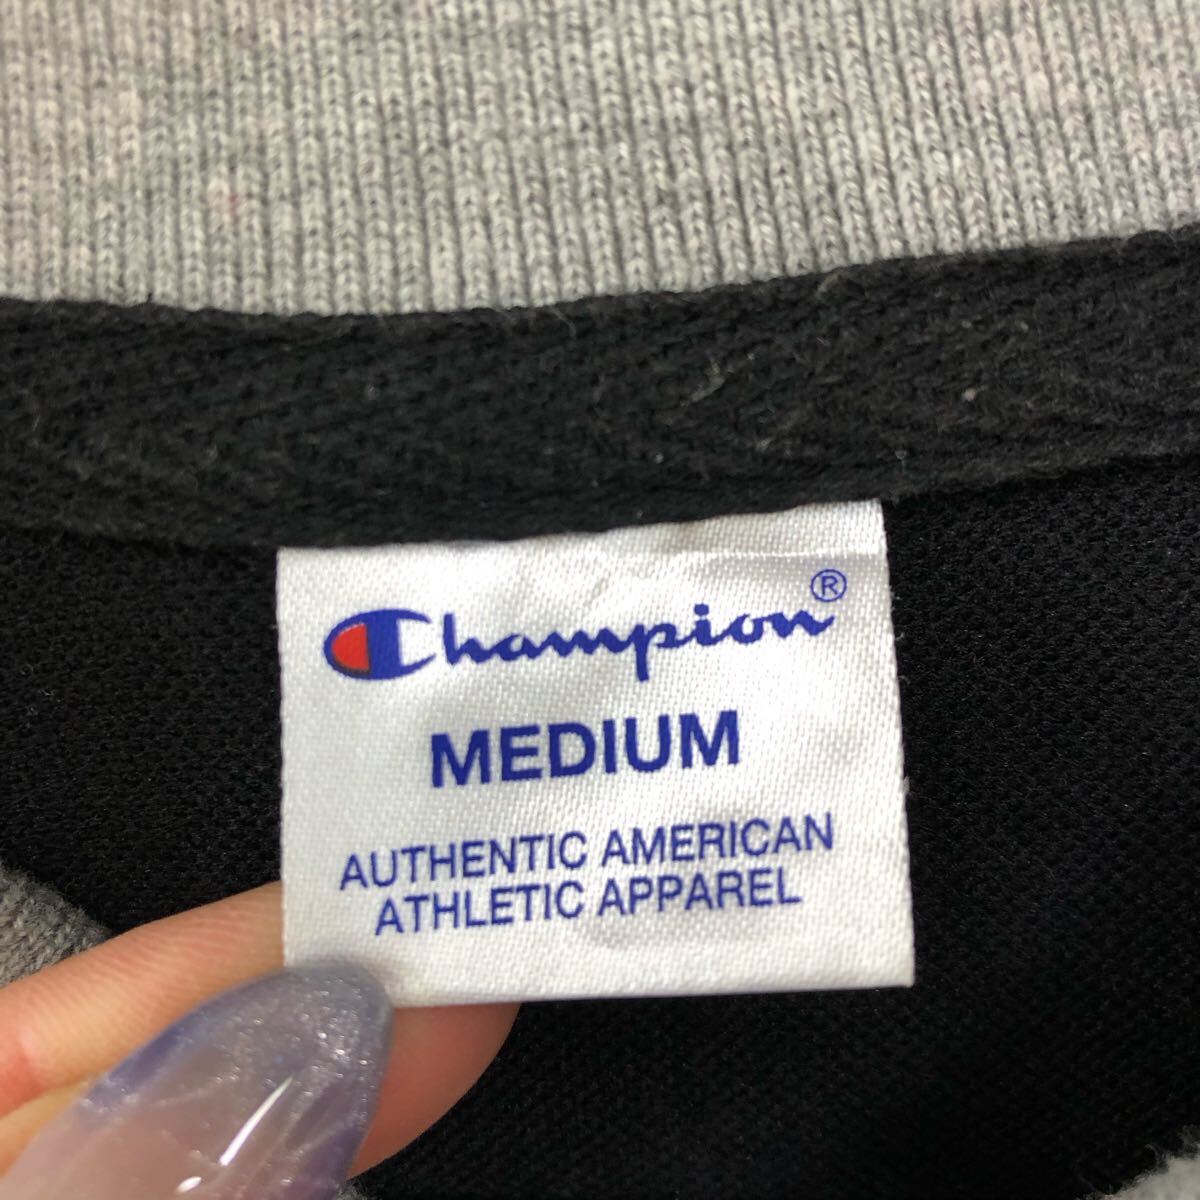 Champion®
MEDIUM
AUTHENTIC AMERICAN
ATHLETIC APPAREL